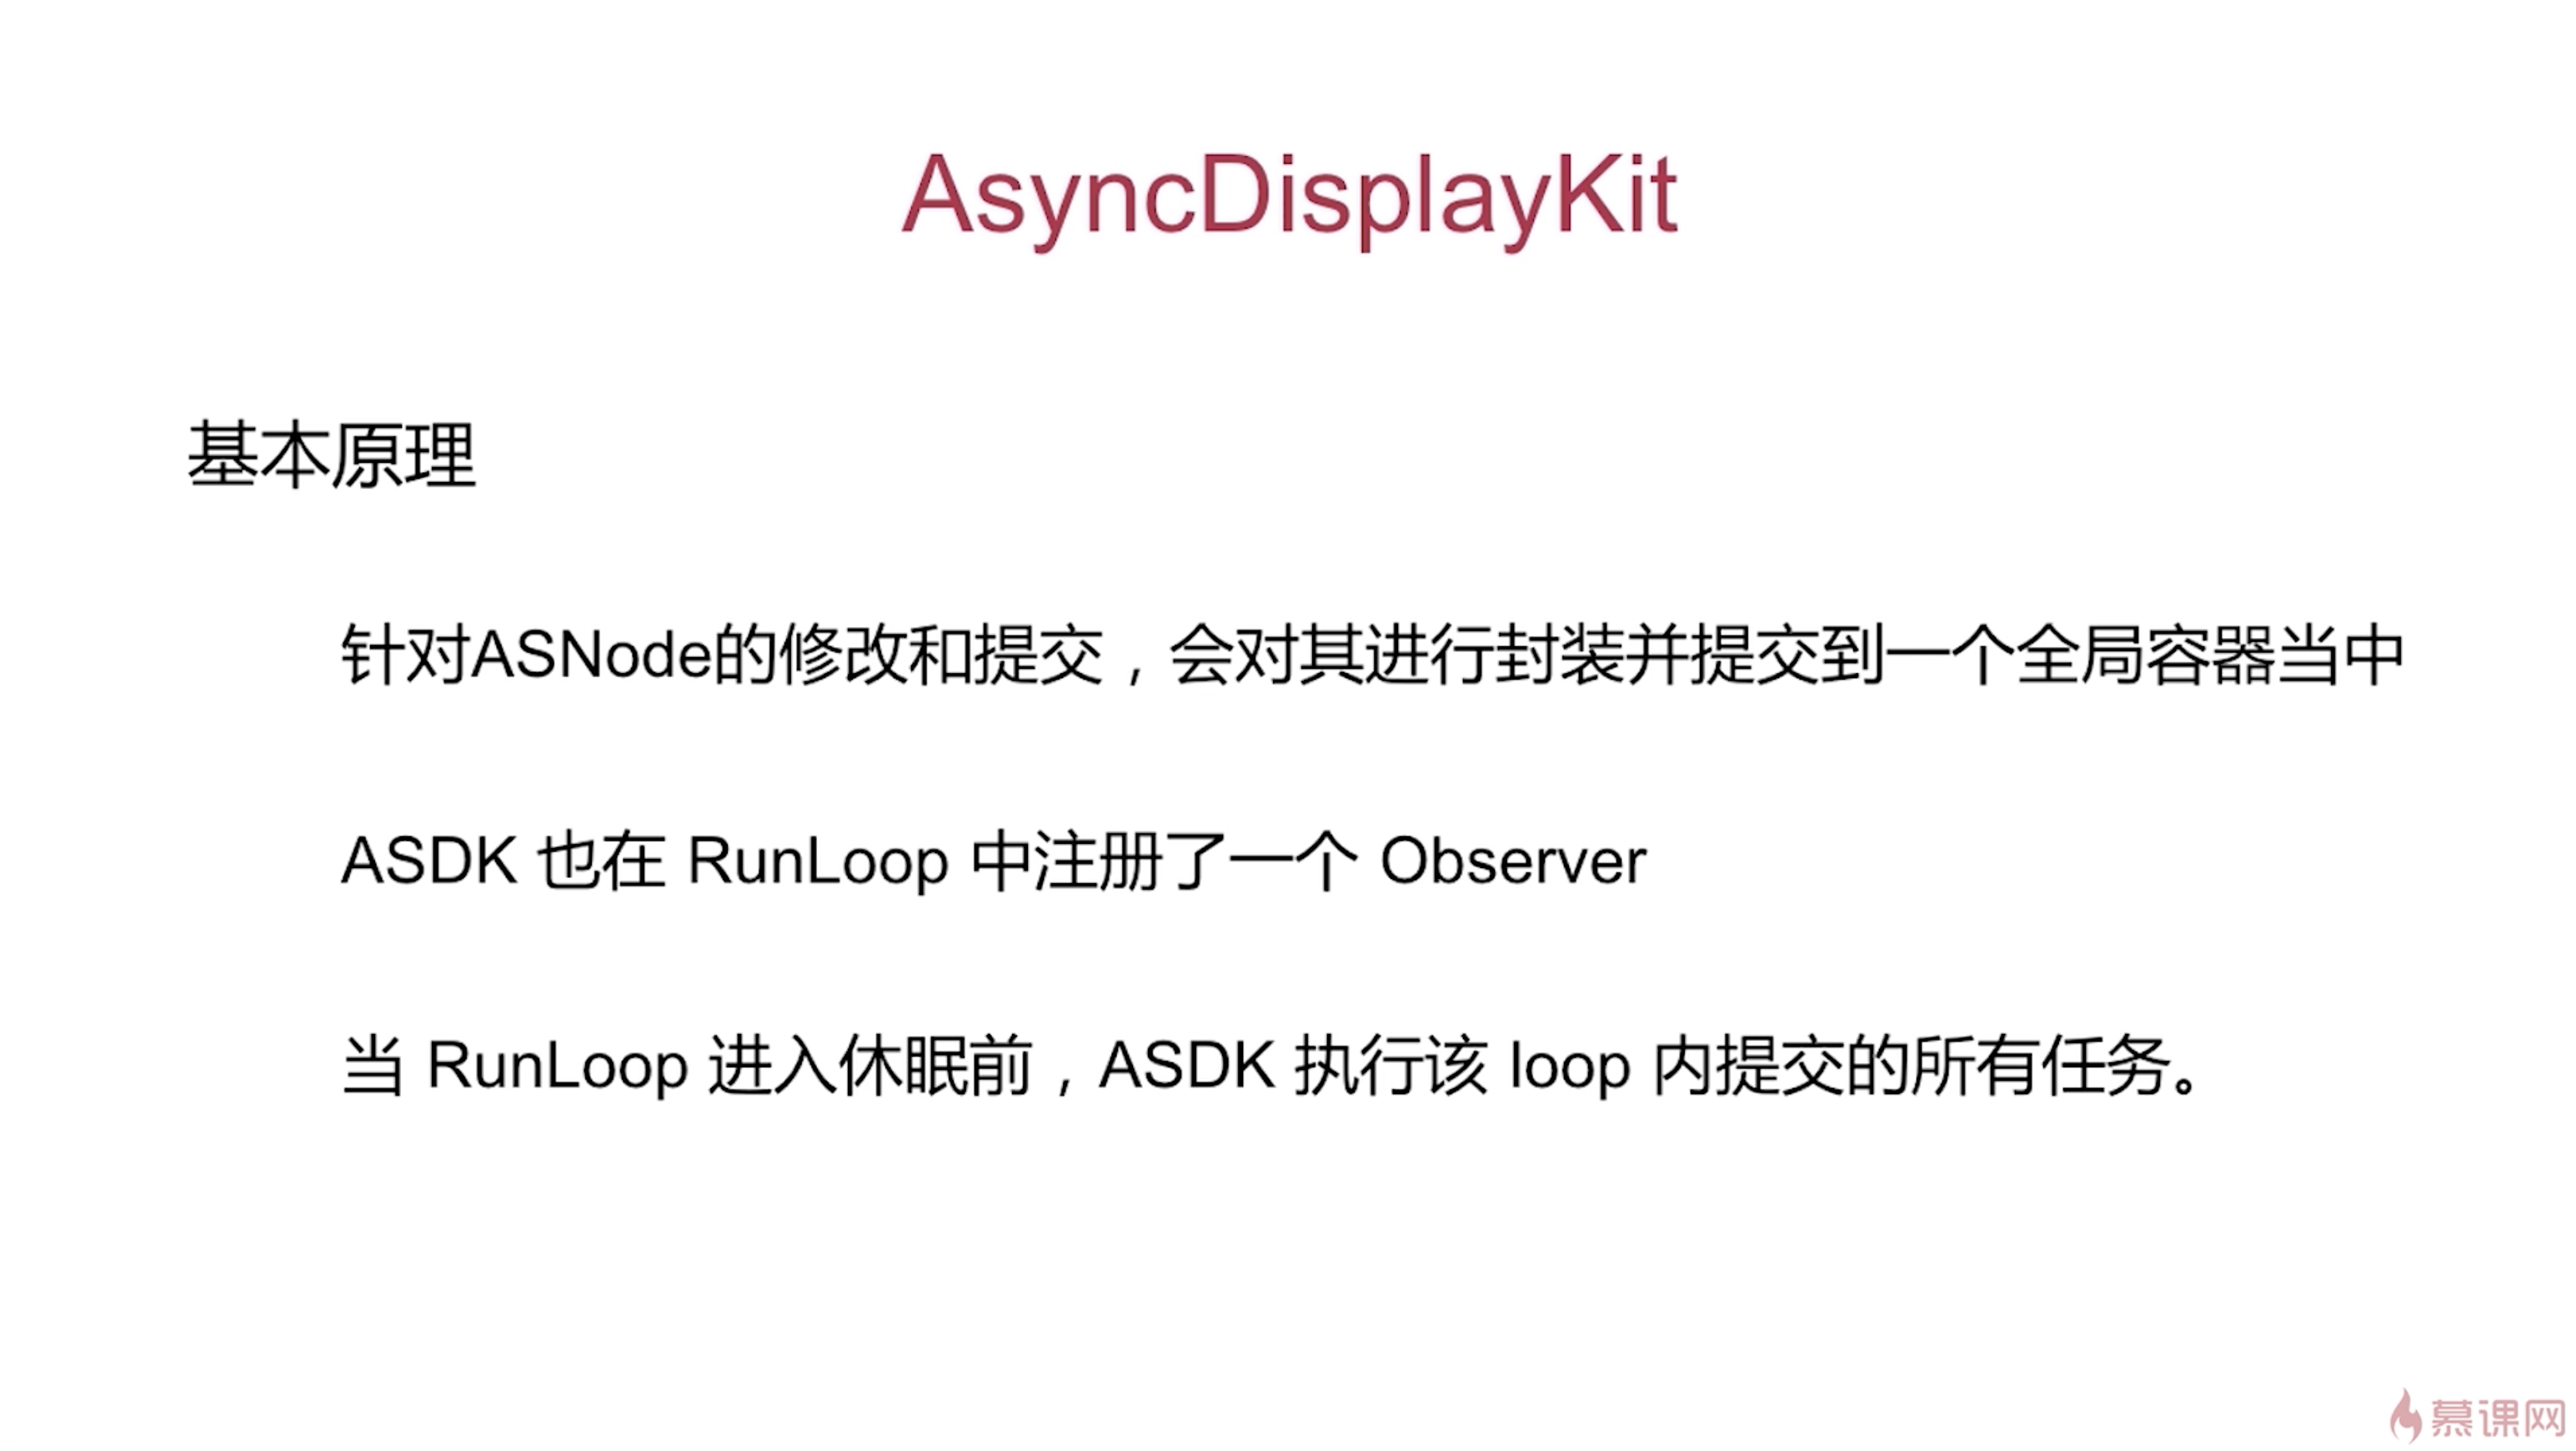 AsyncDisplayKit
基本原理
针对ASNode的修改和提交，会对其进行封装并提交到一个全局容器当中
ASDK 也在 RunLoop 中注册了一个 Observer
当 RunLoop 进入休眠前，ASDK 执行该 loop 内提交的所有任务。
慕课网